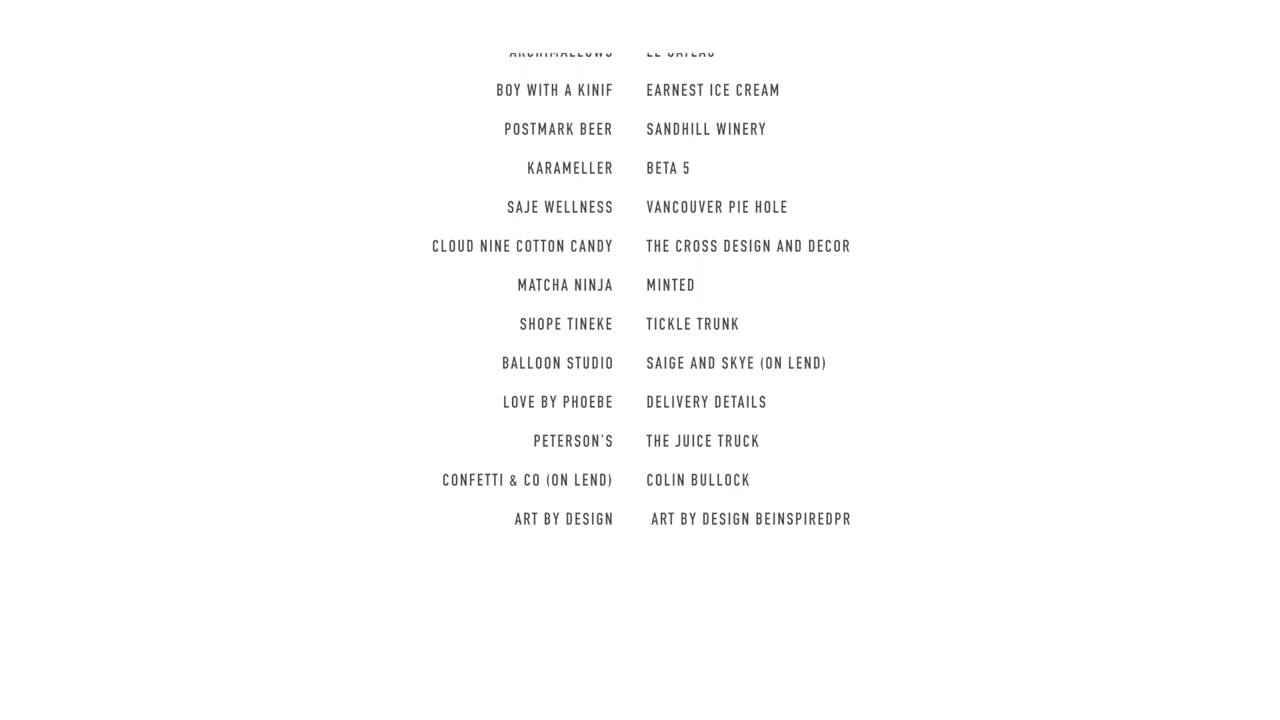 BOY WITH A KINIF EARNEST ICE CREAM
POSTMARK BEER SANDHILL WINERY
KARAMELLER BETA 5
SAJE WELLNESS VANCOUVER PIE HOLE
CLOUD NINE COTTON CANDY THE CROSS DESIGN AND DECOR
MATCHA NINJA MINTED
SHOPE TINEKE TICKLE TRUNK
BALLOON STUDIO SAIGE AND SKYE (ON LEND)
LOVE BY PHOEBE DELIVERY DETAILS
PETERSON'S THE JUICE TRUCK
CONFETTI & CO (ON LEND) COLIN BULLOCK
ART BY DESIGN ART BY DESIGN BEINSPIREDPR